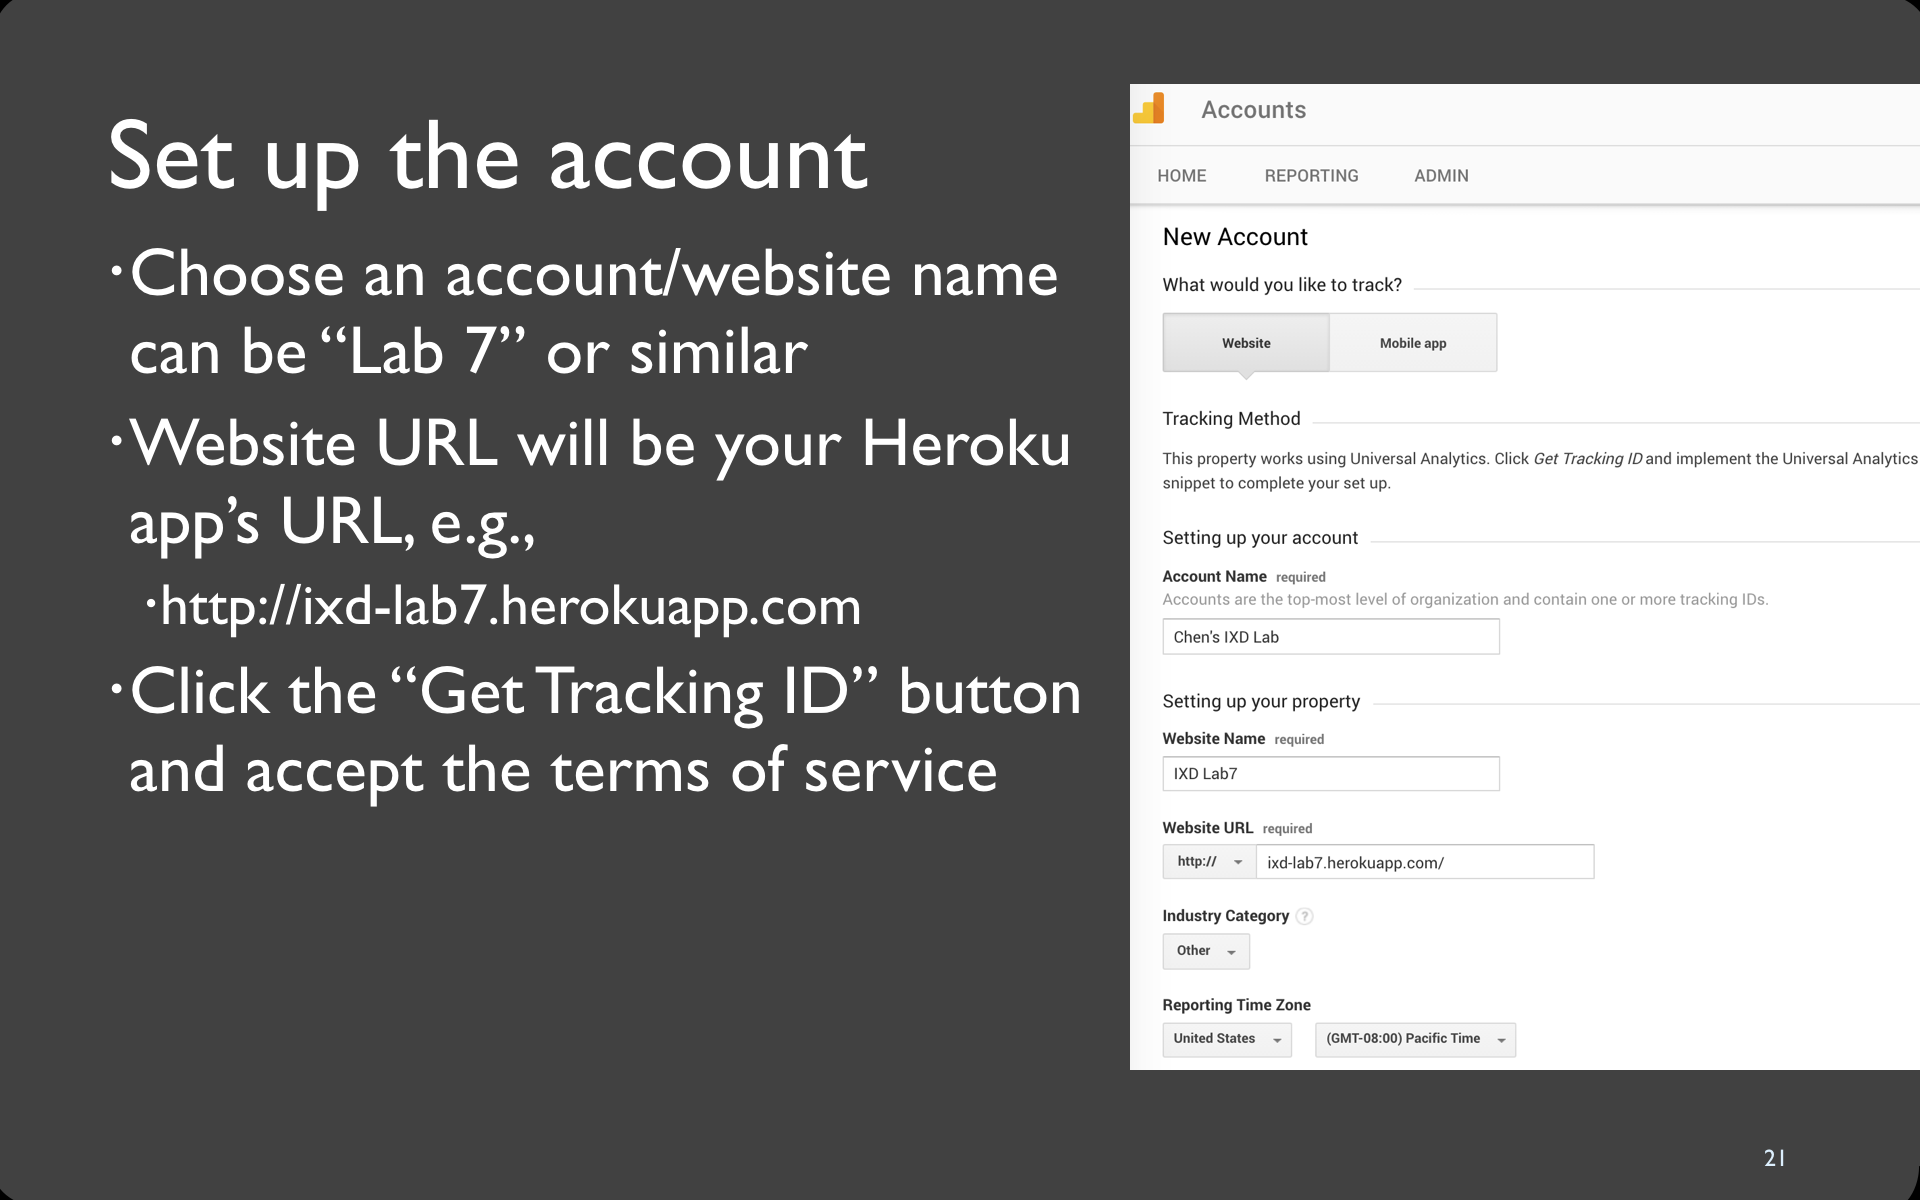 Set up the account
•Choose an account/website name
can be “Lab 7” or similar
•Website URL will be your Heroku
app’s URL, e.g.,
•http://ixd-lab7.herokuapp.com
•Click the “Get Tracking ID” button
and accept the terms of service
Accounts
HOME REPORTING ADMIN
New Account
What would you like to track?
Website Mobile app
Tracking Method
This property works using Universal Analytics. Click Get Tracking ID and implement the Universal Analytics
snippet to complete your set up.
Setting up your account
Account Name required
Accounts are the top-most level of organization and contain one or more tracking IDs.
Chen's IXD Lab
Setting up your property
Website Name required
IXD Lab7
Website URL required
http:// ixd-lab7.herokuapp.com/
Industry Category ?
Other
Reporting Time Zone
United States (GMT-08:00) Pacific Time
21